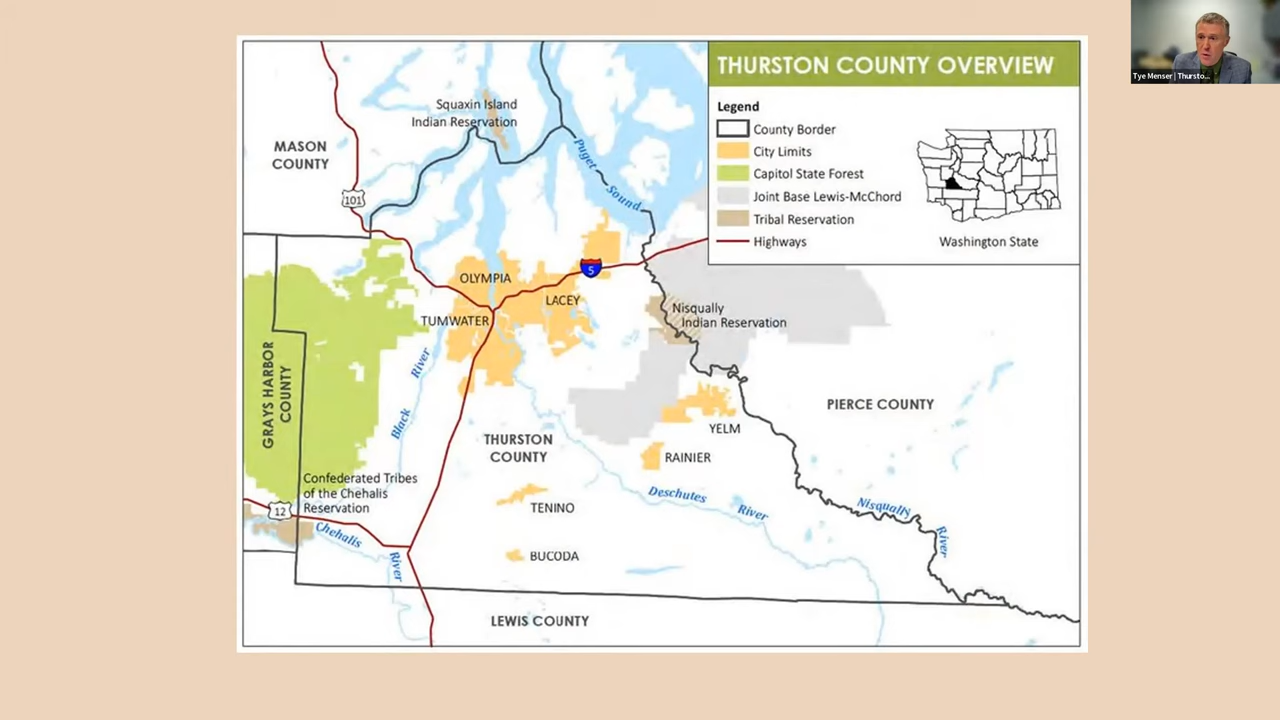 Tye Menser | Thursto...
THURSTON COUNTY OVERVIEW
Legend
County Border
City Limits
Capitol State Forest
Joint Base Lewis-McChord
Tribal Reservation
Highways
Washington State
Squaxin Island
Indian Reservation
MASON
COUNTY
101
Puget
Sound
5
OLYMPIA
LACEY
TUMWATER
Nisqually
Indian Reservation
GRAYS HARBOR
COUNTY
Black
River
PIERCE COUNTY
YELM
THURSTON
COUNTY
RAINIER
Confederated Tribes
of the Chehalis
Reservation
12
Chehalis
River
TENINO
Deschutes
River
Nisqually
River
BUCODA
LEWIS COUNTY